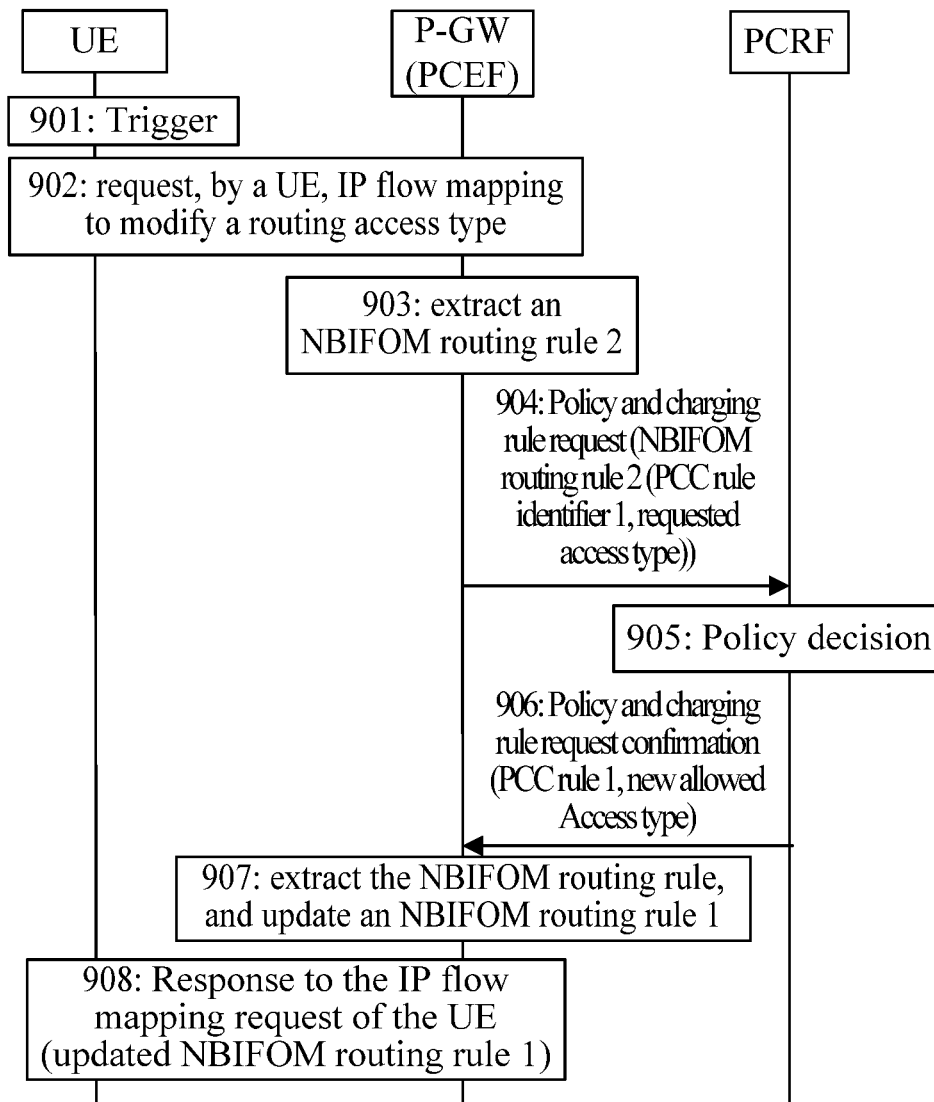 UE
P-GW
(PCEF)
PCRF
901: Trigger
902: request, by a UE, IP flow mapping
to modify a routing access type
903: extract an
NBIFOM routing rule 2
904: Policy and charging
rule request (NBIFOM
routing rule 2 (PCC rule
identifier 1, requested
access type))
905: Policy decision
906: Policy and charging
rule request confirmation
(PCC rule 1, new allowed
Access type)
907: extract the NBIFOM routing rule,
and update an NBIFOM routing rule 1
908: Response to the IP flow
mapping request of the UE
(updated NBIFOM routing rule 1)